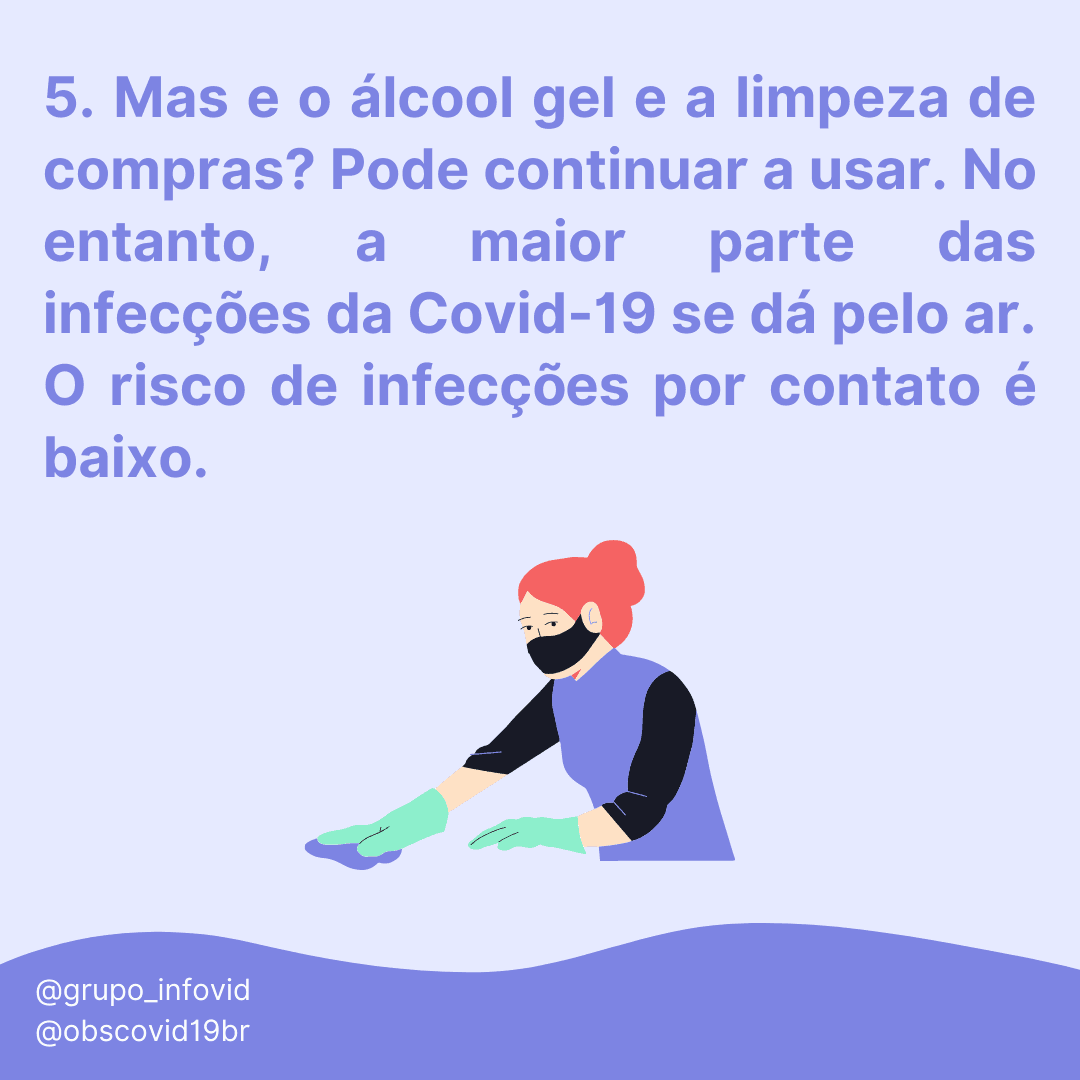 5. Mas e o álcool gel e a limpeza de
compras? Pode continuar a usar. No
entanto, a maior parte das
infecções da Covid-19 se dá pelo ar.
O risco de infecções por contato é
baixo.
@grupo_infovid
@obscovid19br